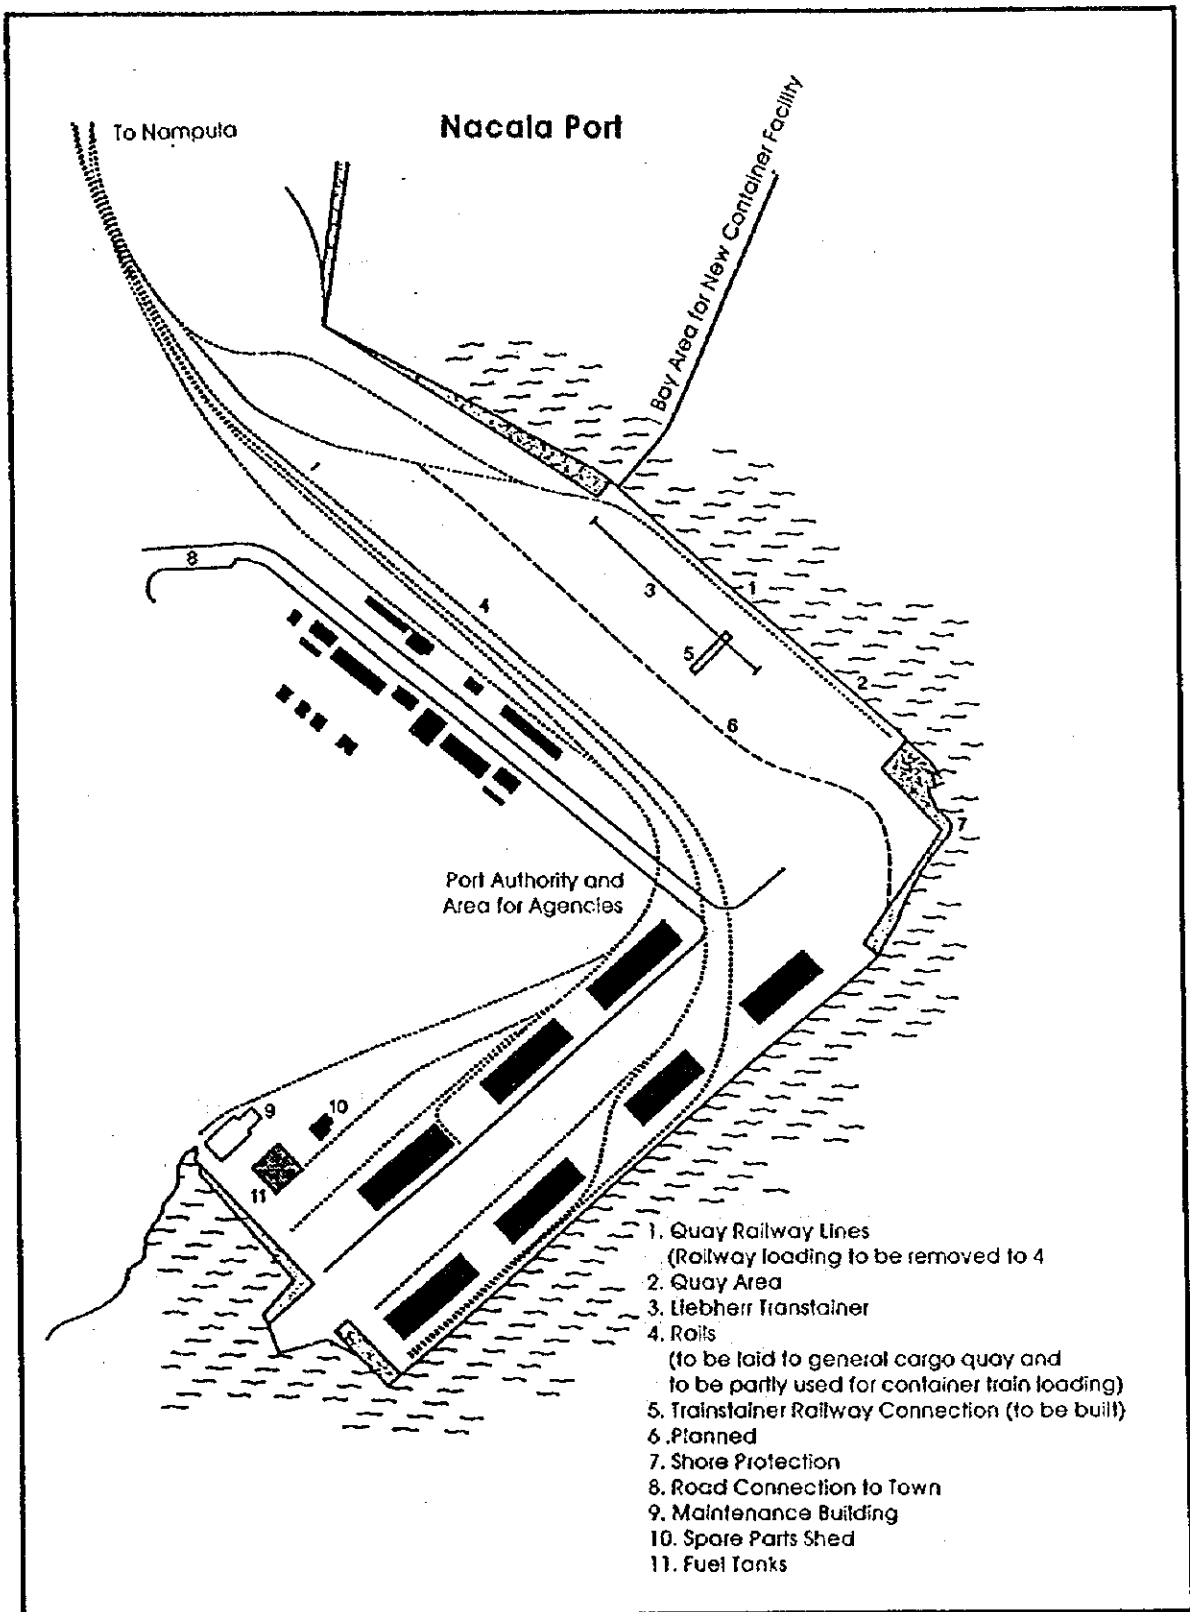 Nacala Port
To Nampula
Bay Area for New Container Facility
8
4
3
1
5
2
6
7
Port Authority and
Area for Agencies
9
10
11
1. Quay Railway Lines
(Railway loading to be removed to 4
2. Quay Area
3. Liebherr Transtainer
4. Rails
(to be laid to general cargo quay and
to be partly used for container train loading)
5. Trainstainer Railway Connection (to be built)
6 .Planned
7. Shore Protection
8. Road Connection to Town
9. Maintenance Building
10. Spare Parts Shed
11. Fuel Tanks